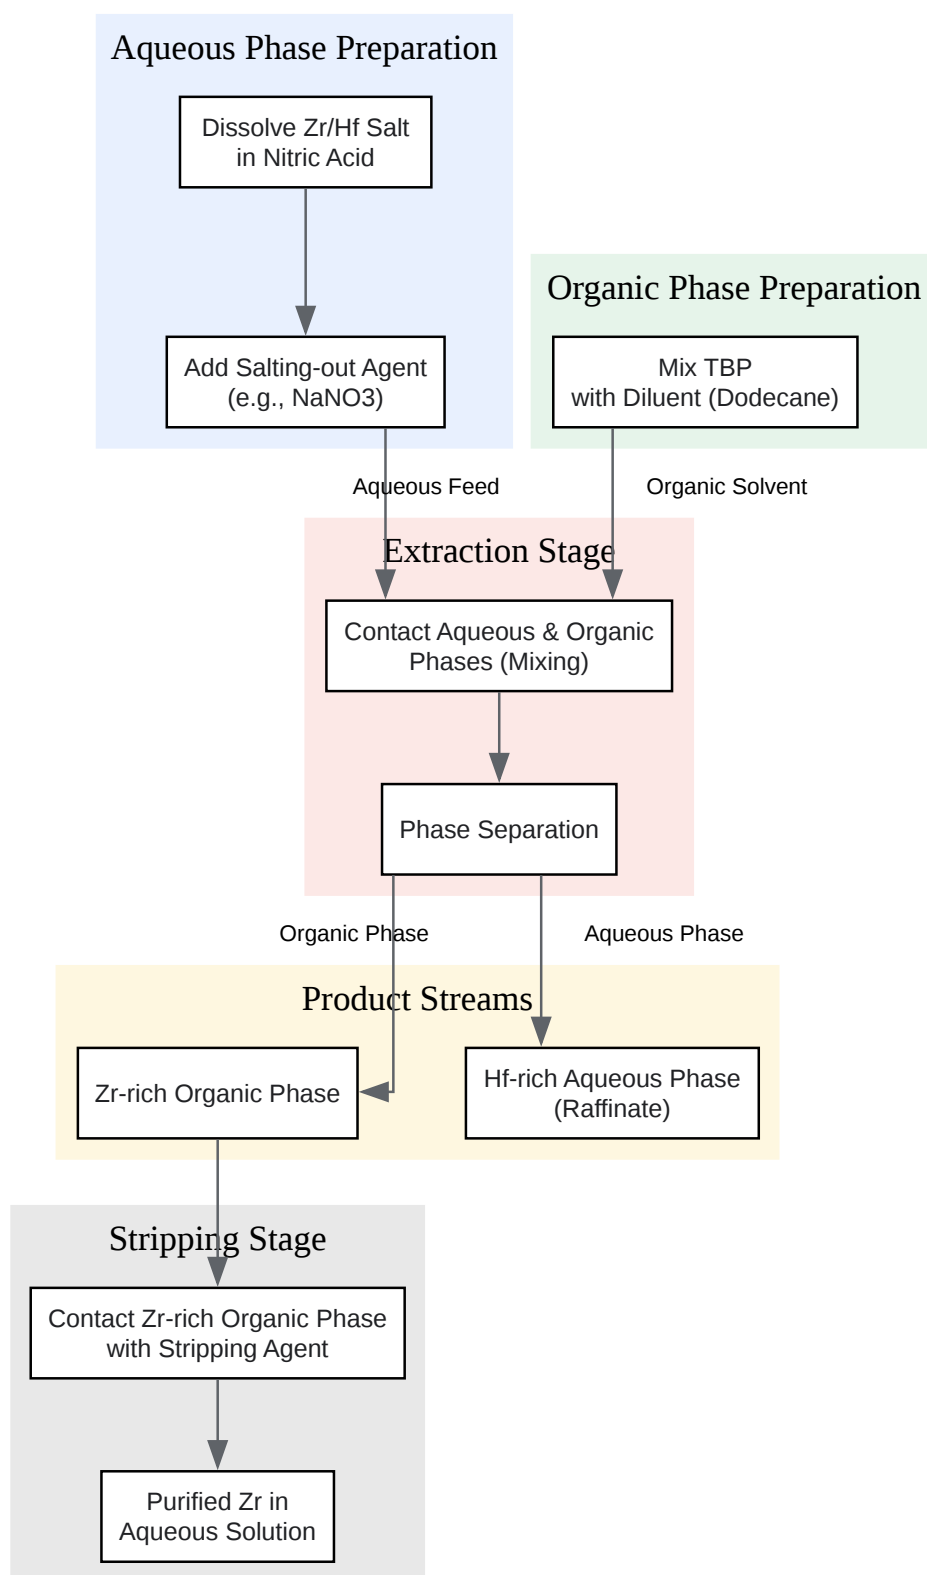 Aqueous Phase Preparation
Dissolve Zr/Hf Salt
in Nitric Acid
Organic Phase Preparation
Add Salting-out Agent
(e.g., NaNO3)
Mix TBP
with Diluent (Dodecane)
Aqueous Feed
Organic Solvent
Extraction Stage
Contact Aqueous & Organic
Phases (Mixing)
Phase Separation
Organic Phase
Aqueous Phase
Product Streams
Zr-rich Organic Phase
Hf-rich Aqueous Phase
(Raffinate)
Stripping Stage
Contact Zr-rich Organic Phase
with Stripping Agent
Purified Zr in
Aqueous Solution